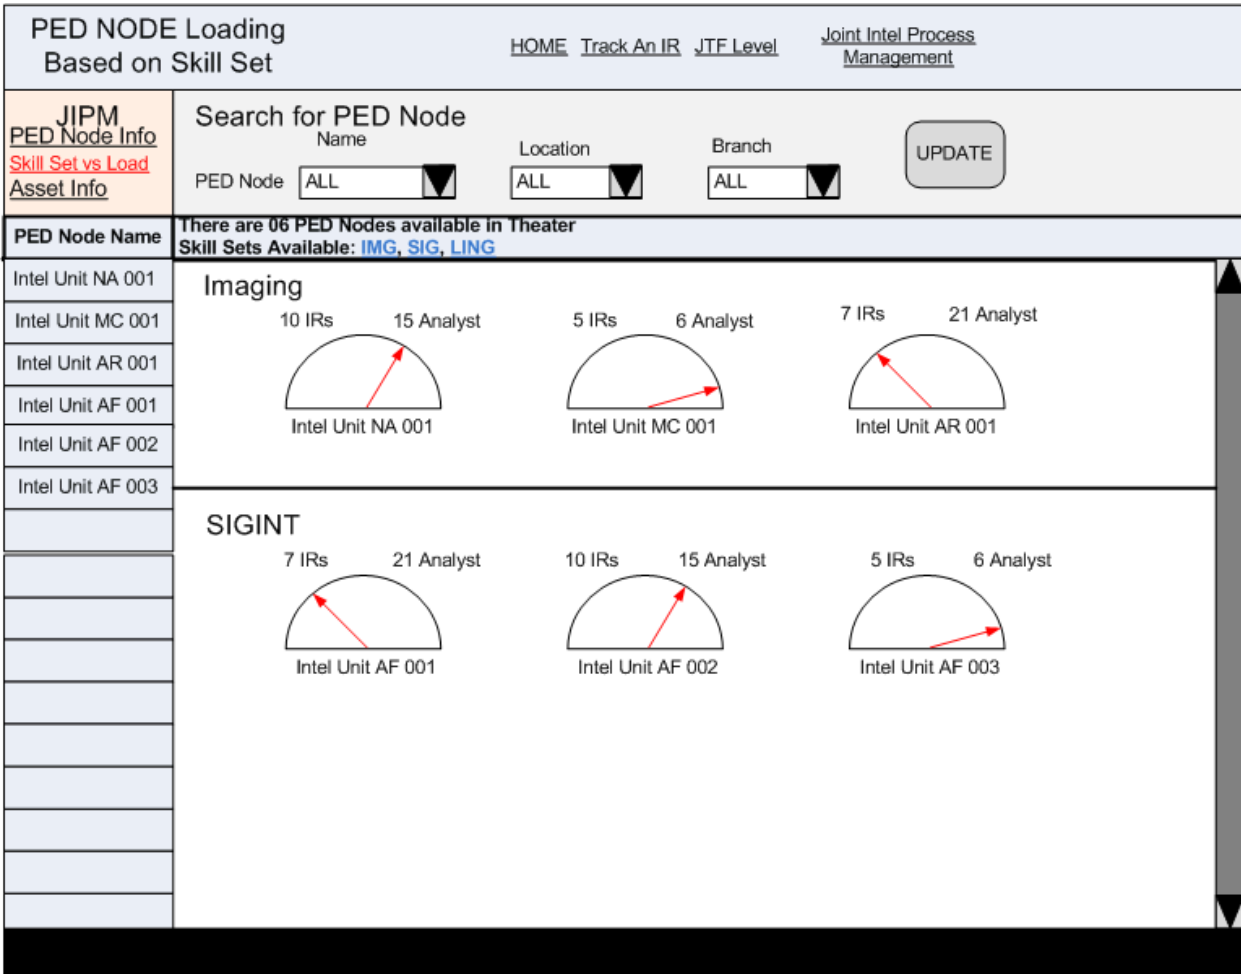 PED NODE Loading
Based on Skill Set
HOME Track An IR JTF Level
Joint Intel Process
Management
JIPM
PED Node Info
Skill Set vs Load
Asset Info
Search for PED Node
Name
Location
Branch
PED Node ALL
ALL
ALL
UPDATE
PED Node Name
There are 06 PED Nodes available in Theater
Skill Sets Available: IMG, SIG, LING
Intel Unit NA 001
Intel Unit MC 001
Intel Unit AR 001
Intel Unit AF 001
Intel Unit AF 002
Intel Unit AF 003
Imaging
10 IRs 15 Analyst
Intel Unit NA 001
5 IRs 6 Analyst
Intel Unit MC 001
7 IRs 21 Analyst
Intel Unit AR 001
SIGINT
7 IRs 21 Analyst
Intel Unit AF 001
10 IRs 15 Analyst
Intel Unit AF 002
5 IRs 6 Analyst
Intel Unit AF 003